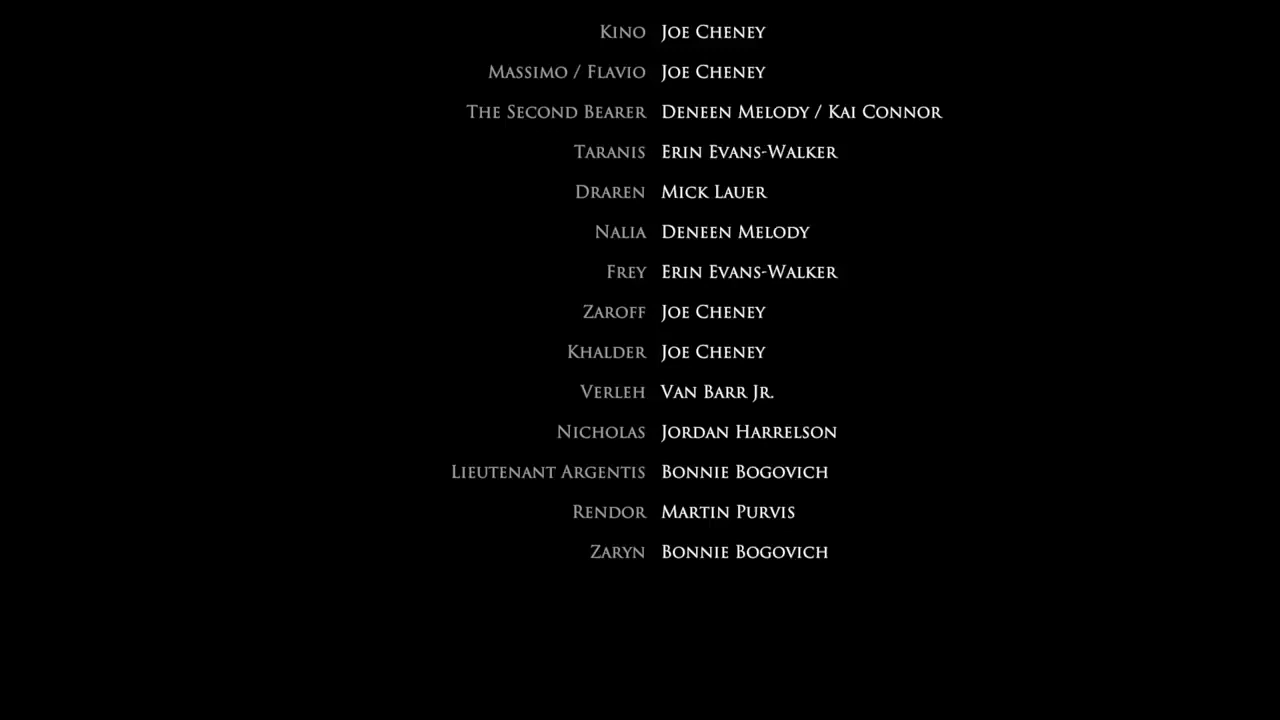 Kino Joe Cheney
Massimo / Flavio Joe Cheney
The Second Bearer Deneen Melody / Kai Connor
Taranis Erin Evans-Walker
Draren Mick Lauer
Nalia Deneen Melody
Frey Erin Evans-Walker
Zaroff Joe Cheney
Khalder Joe Cheney
Verleh Van Barr Jr.
Nicholas Jordan Harrelson
Lieutenant Argentis Bonnie Bogovich
Rendor Martin Purvis
Zaryn Bonnie Bogovich